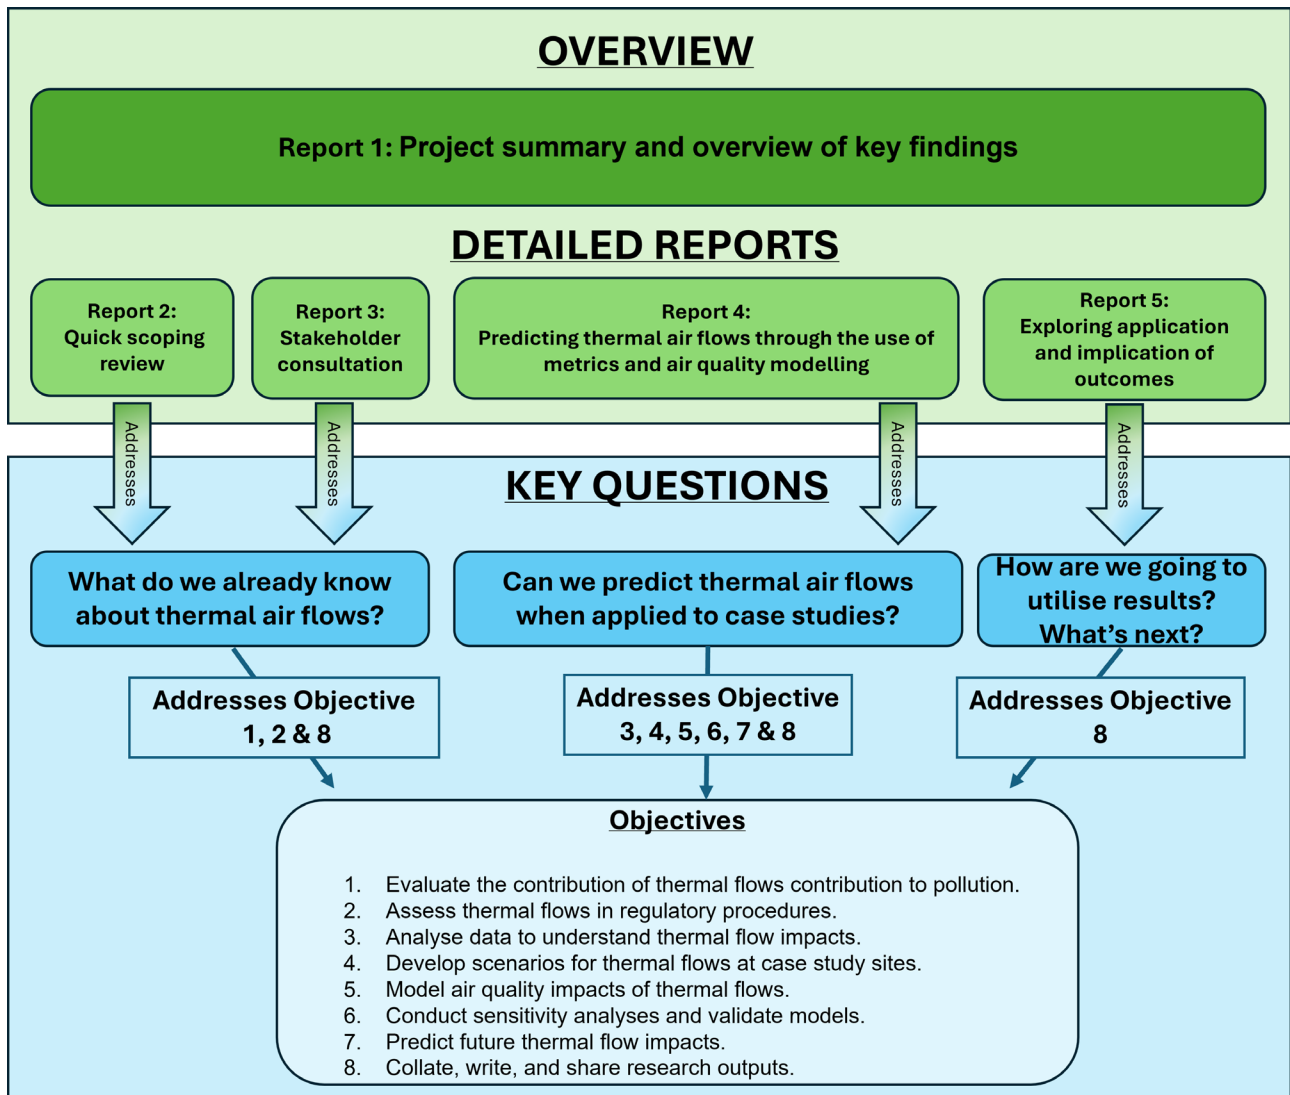 OVERVIEW
Report 1: Project summary and overview of key findings
DETAILED REPORTS
Report 2:
Quick scoping
review
Report 3:
Stakeholder
consultation
Report 4:
Predicting thermal air flows through the use of
metrics and air quality modelling
Report 5:
Exploring application
and implication of
outcomes
Addresses
Addresses
Addresses
Addresses
KEY QUESTIONS
What do we already know
about thermal air flows?
Can we predict thermal air flows
when applied to case studies?
How are we going to
utilise results?
What's next?
Addresses Objective
1, 2 & 8
Addresses Objective
3, 4, 5, 6, 7 & 8
Addresses Objective
8
Objectives
1. Evaluate the contribution of thermal flows contribution to pollution.
2. Assess thermal flows in regulatory procedures.
3. Analyse data to understand thermal flow impacts.
4. Develop scenarios for thermal flows at case study sites.
5. Model air quality impacts of thermal flows.
6. Conduct sensitivity analyses and validate models.
7. Predict future thermal flow impacts.
8. Collate, write, and share research outputs.